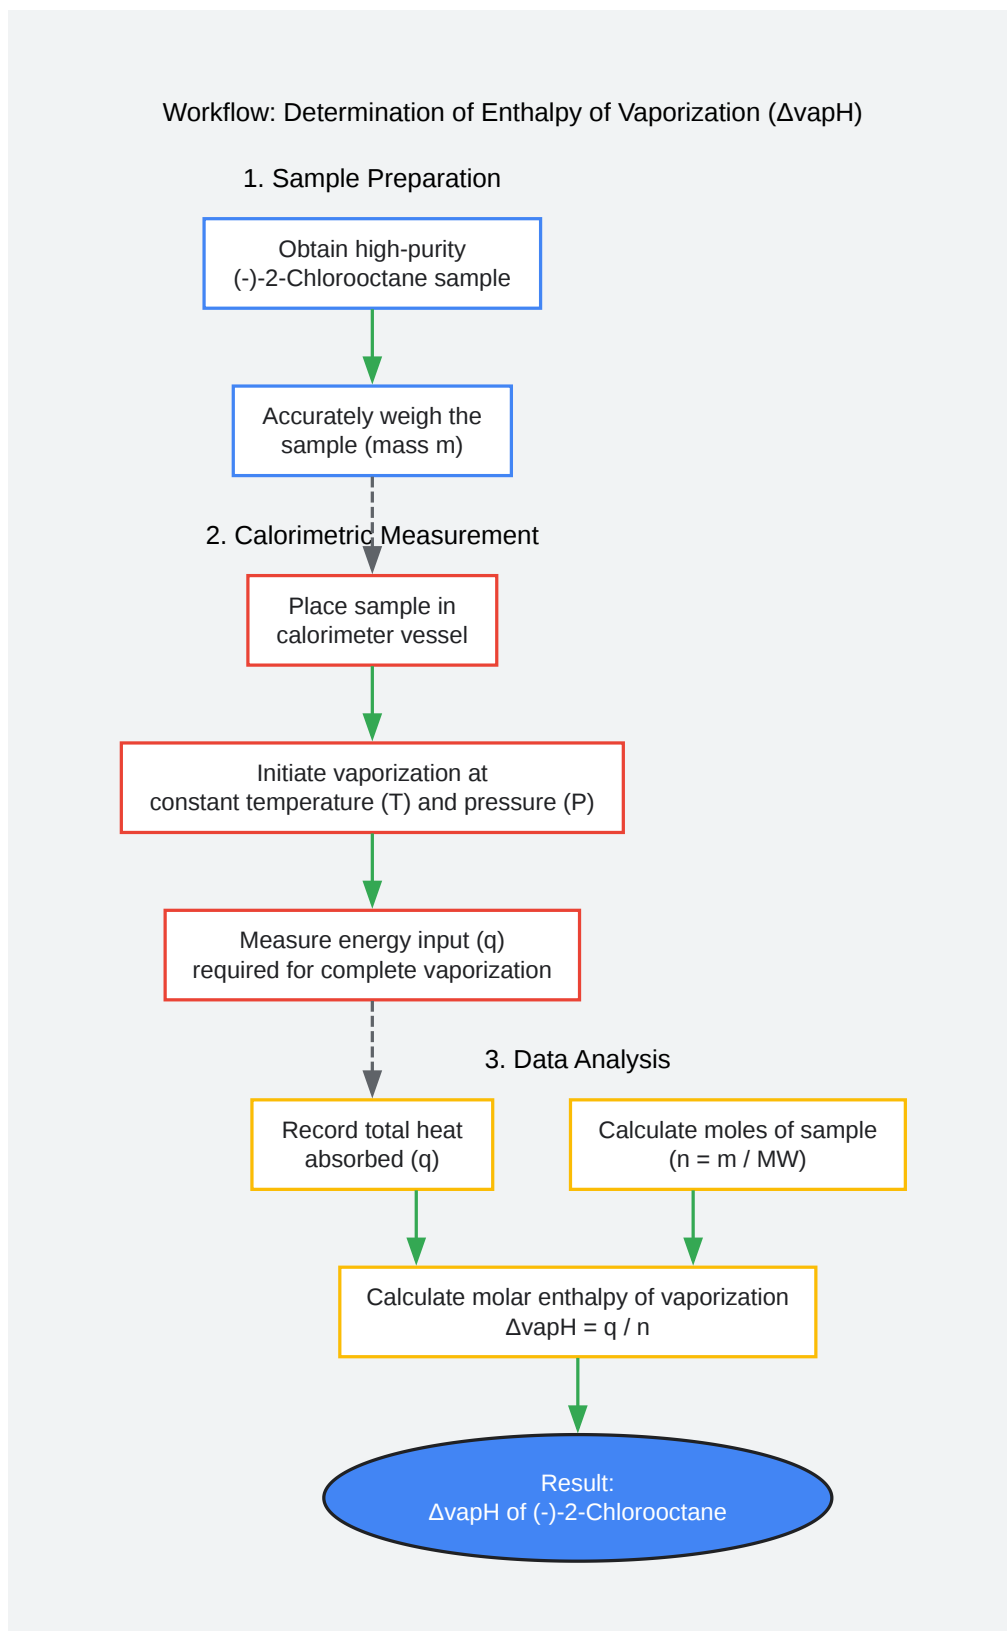 Workflow: Determination of Enthalpy of Vaporization (ΔvapH)
1. Sample Preparation
Obtain high-purity
(-)-2-Chlorooctane sample
Accurately weigh the
sample (mass m)
2. Calorimetric Measurement
Place sample in
calorimeter vessel
Initiate vaporization at
constant temperature (T) and pressure (P)
Measure energy input (q)
required for complete vaporization
3. Data Analysis
Record total heat
absorbed (q)
Calculate moles of sample
(n = m / MW)
Calculate molar enthalpy of vaporization
ΔvapH = q / n
Result:
ΔvapH of (-)-2-Chlorooctane